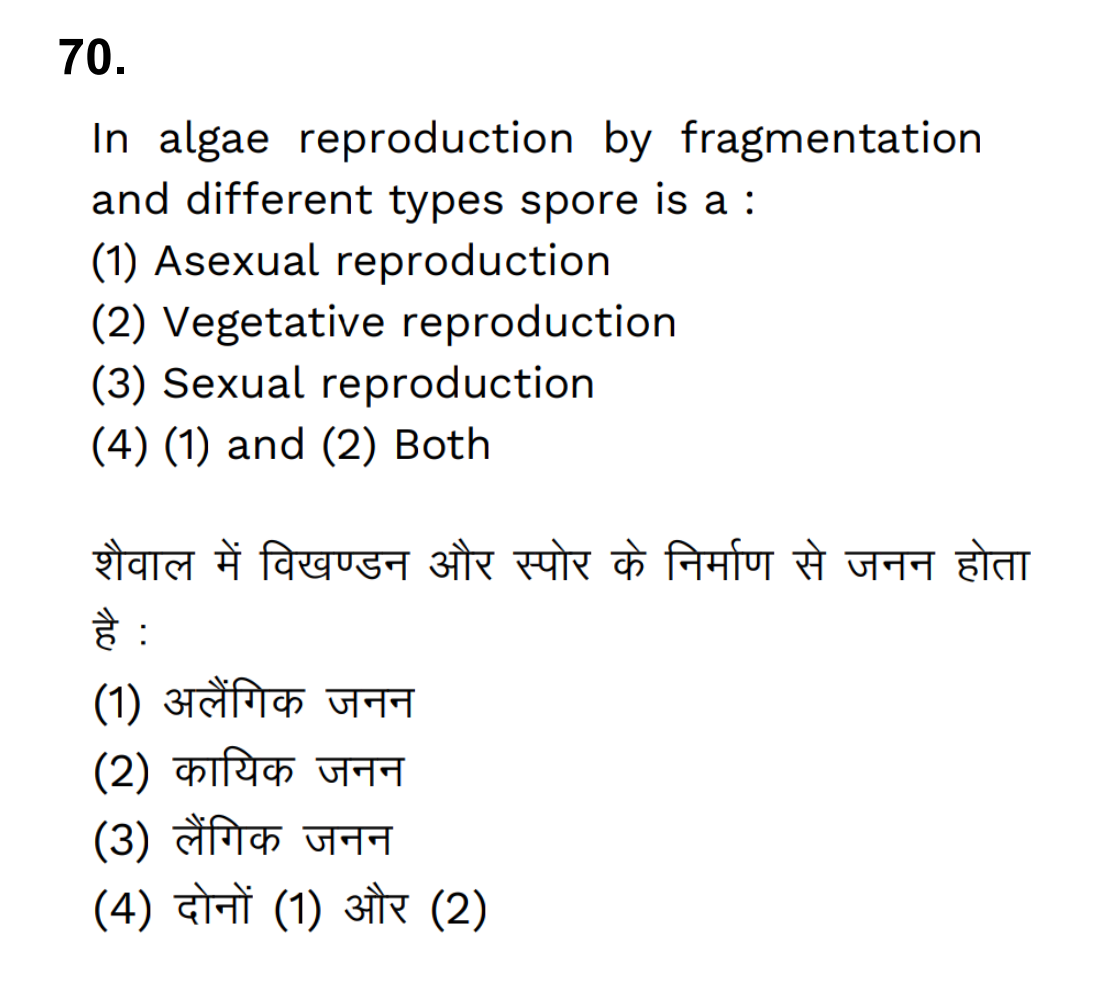 70.
In algae reproduction by fragmentation
and different types spore is a :
(1) Asexual reproduction
(2) Vegetative reproduction
(3) Sexual reproduction
(4) (1) and (2) Both
शैवाल में विखण्डन और स्पोर के निर्माण से जनन होता
है :
(1) अलैंगिक जनन
(2) कायिक जनन
(3) लैंगिक जनन
(4) दोनों (1) और (2)